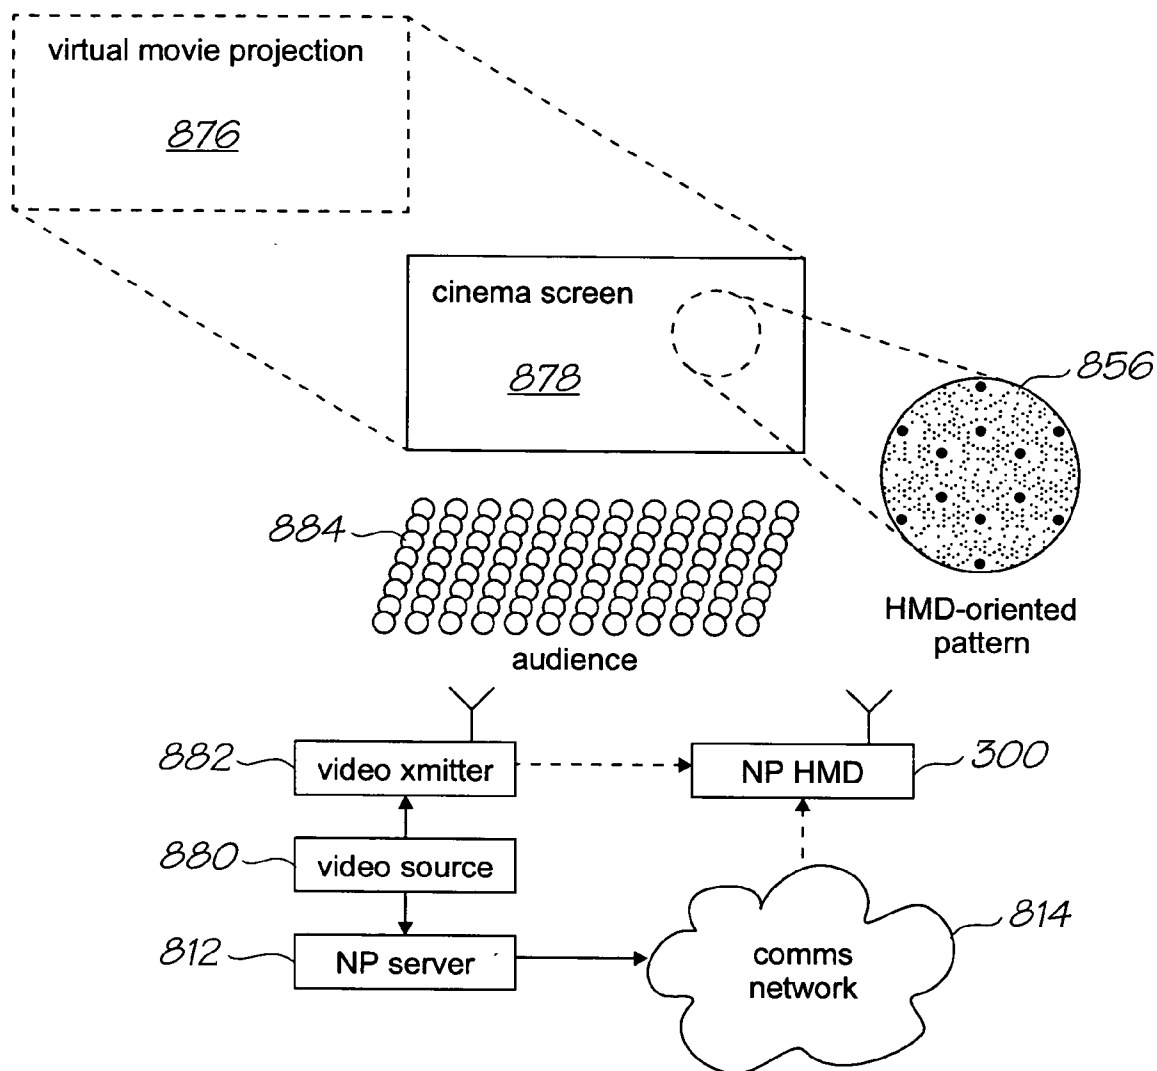 virtual movie projection
876
cinema screen
878
856
884
HMD-oriented
pattern
audience
882
video xmitter
NP HMD
300
880
video source
812
NP server
comms
network
814